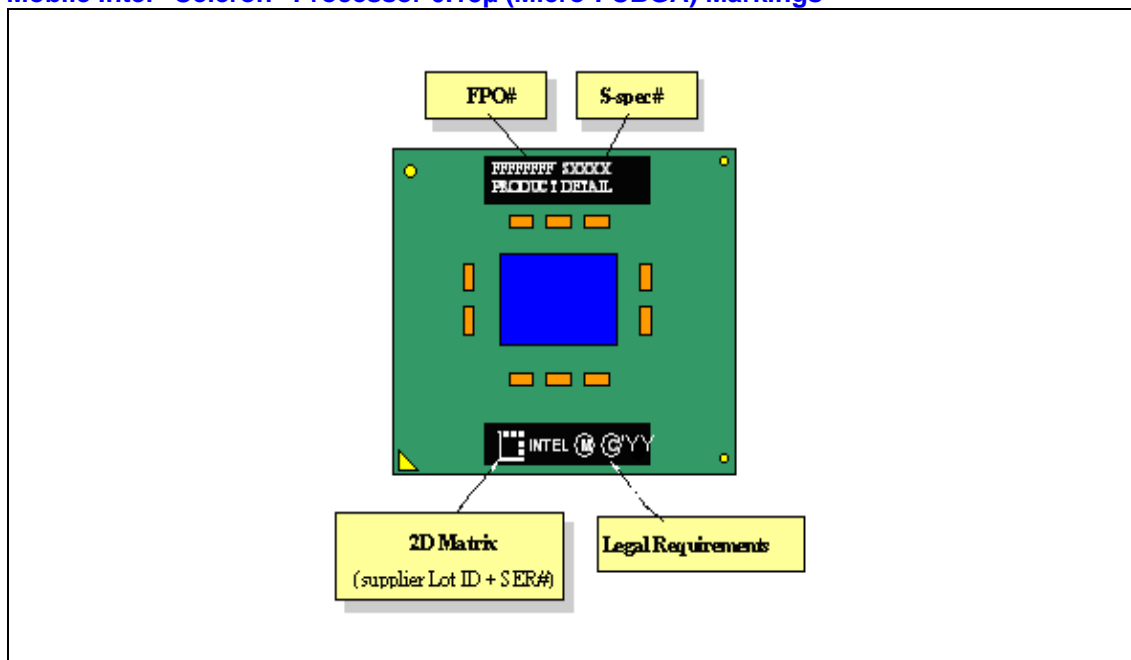 FPO#
S-spec#
FFFFFFFF SXXXX
PRODUCT DETAIL
INTEL Ⓜ ©'YY
2D Matrix
(supplier Lot ID + SER#)
Legal Requirements